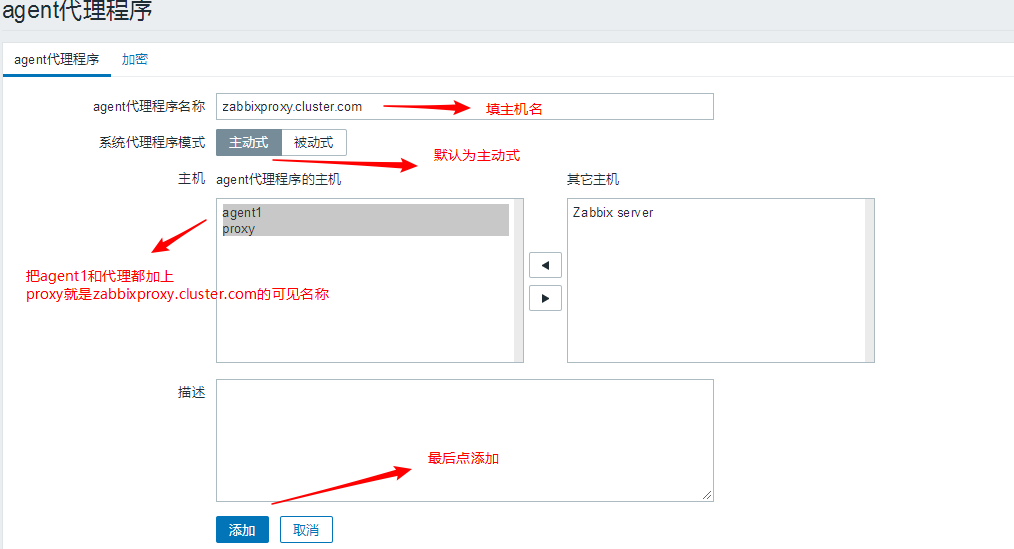 agent代理程序
agent代理程序 加密
agent代理程序名称 zabbixproxy.cluster.com 填主机名
系统代理程序模式 主动式 被动式
默认为主动式
主机 agent代理程序的主机 其它主机
agent1 Zabbix server
proxy
把agent1和代理都加上
proxy就是zabbixproxy.cluster.com的可见名称
描述
最后点添加
添加 取消